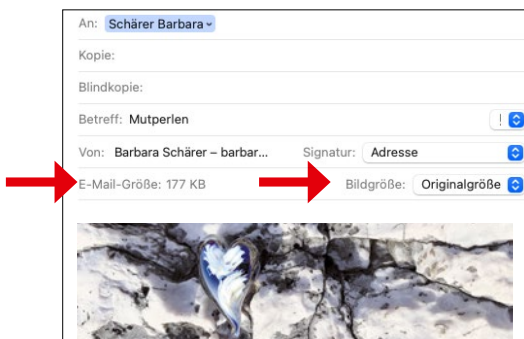 An: Schärer Barbara
Kopie:
Blindkopie:
Betreff: Mutperlen !
Von: Barbara Schärer – barbar... Signatur: Adresse
E-Mail-Größe: 177 KB Bildgröße: Originalgröße